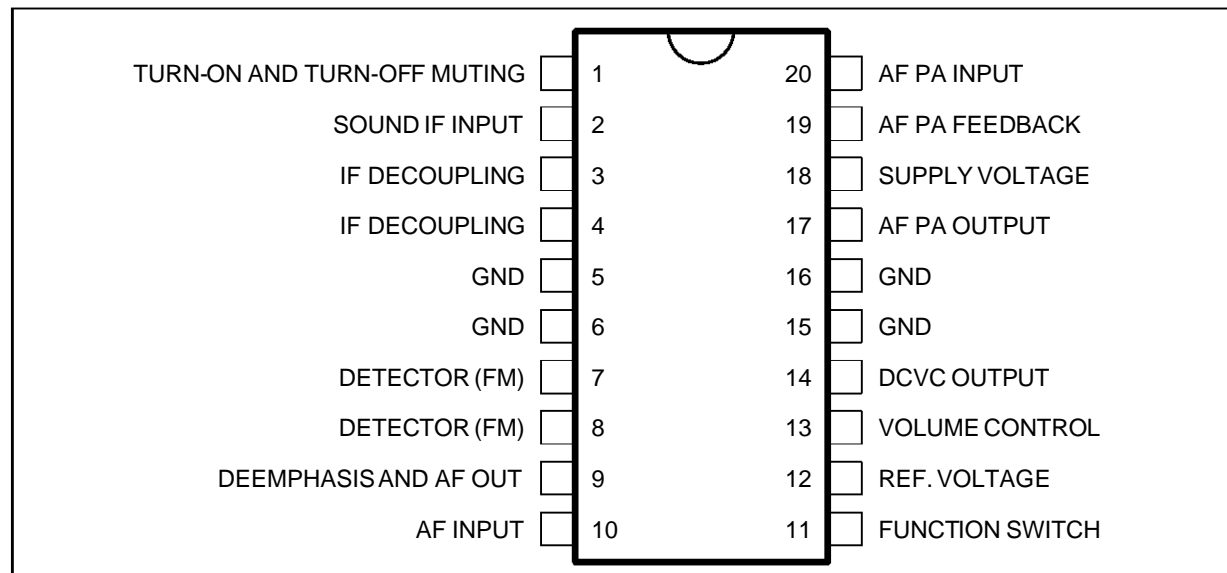 TURN-ON AND TURN-OFF MUTING 1 20 AF PA INPUT
SOUND IF INPUT 2 19 AF PA FEEDBACK
IF DECOUPLING 3 18 SUPPLY VOLTAGE
IF DECOUPLING 4 17 AF PA OUTPUT
GND 5 16 GND
GND 6 15 GND
DETECTOR (FM) 7 14 DCVC OUTPUT
DETECTOR (FM) 8 13 VOLUME CONTROL
DEEMPHASIS AND AF OUT 9 12 REF. VOLTAGE
AF INPUT 10 11 FUNCTION SWITCH